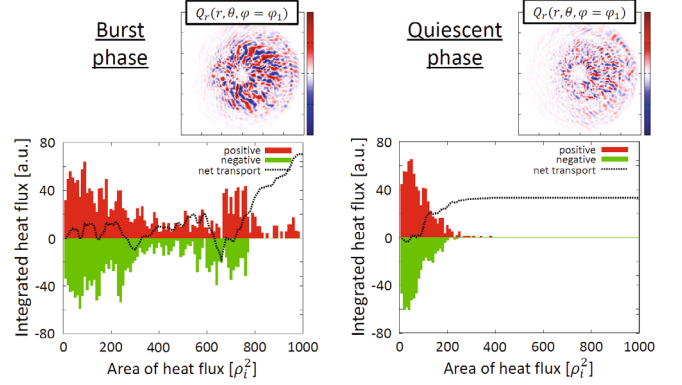 Burst
phase
Q_r(r, θ, φ = φ_1)
Integrated heat flux [a.u.]
80
40
0
-40
-80
positive
negative
net transport
0 200 400 600 800 1000
Area of heat flux [ρ_i^2]
Quiescent
phase
Q_r(r, θ, φ = φ_1)
Integrated heat flux [a.u.]
80
40
0
-40
-80
positive
negative
net transport
0 200 400 600 800 1000
Area of heat flux [ρ_i^2]